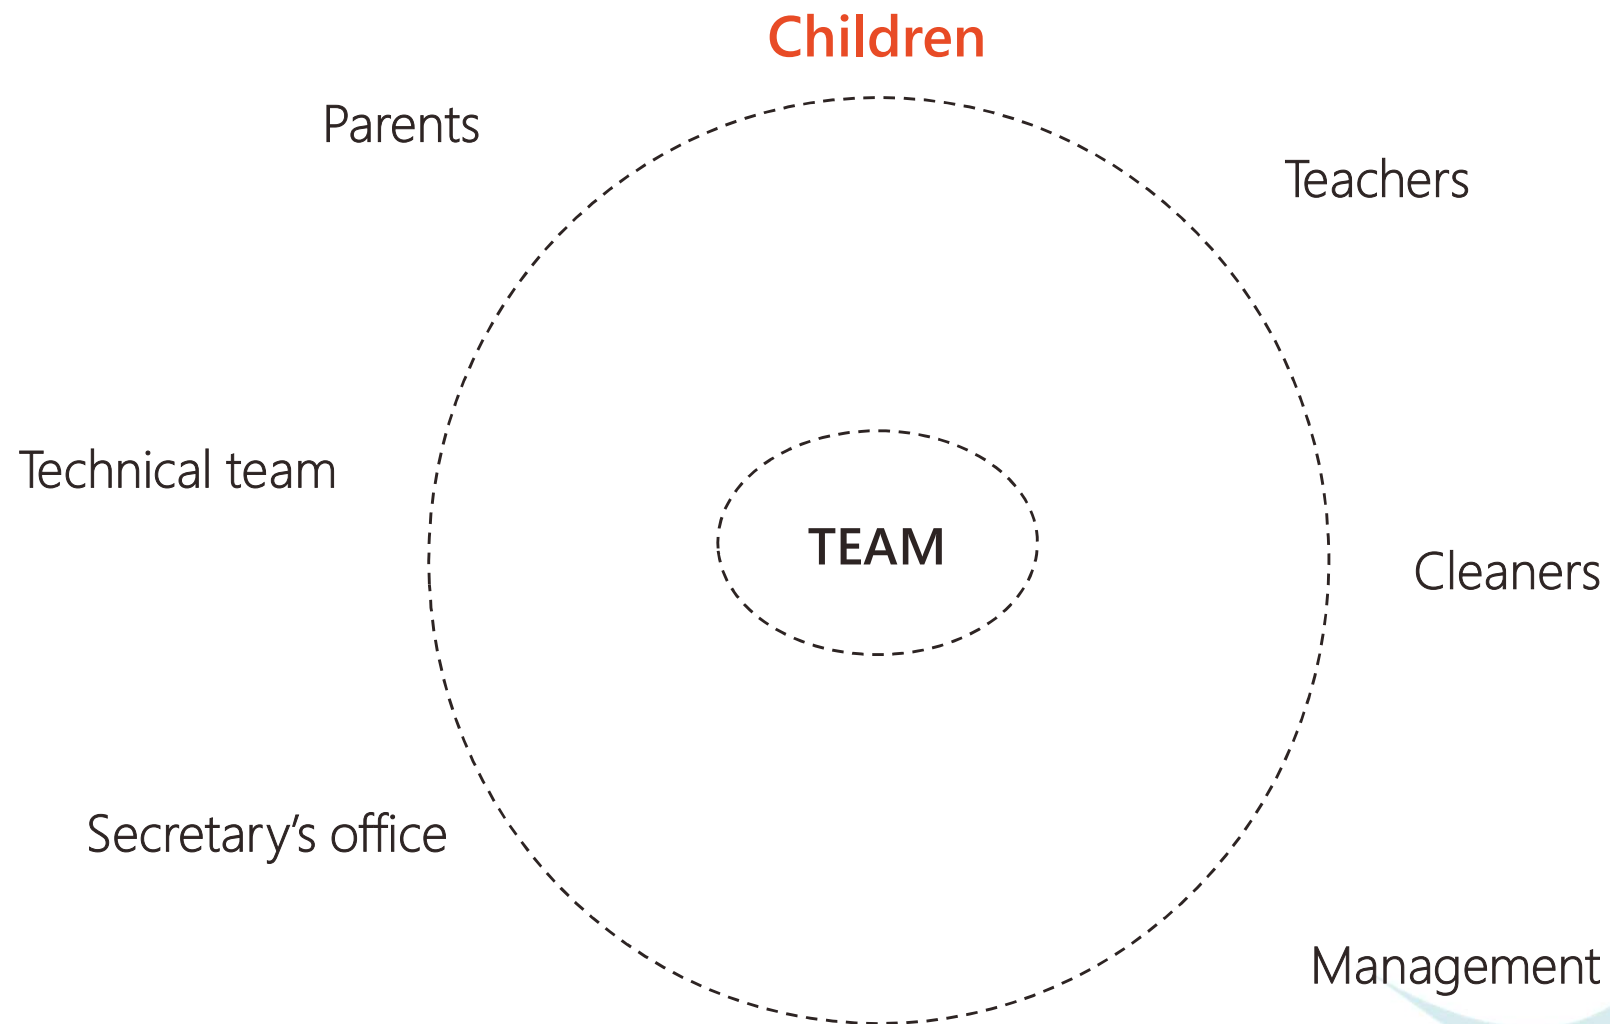 Children
Parents
Teachers
Technical team
TEAM
Cleaners
Secretary’s office
Management